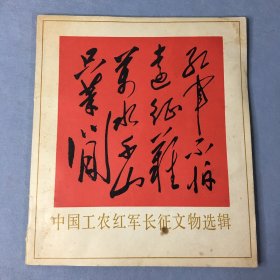 红军不怕
远征难
万水千山
只等闲
中国工农红军长征文物选辑